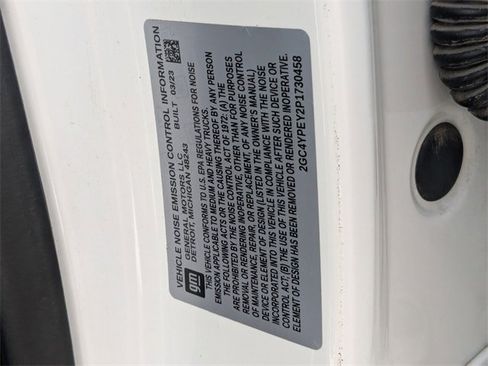 gm
VEHICLE NOISE EMISSION CONTROL INFORMATION
GENERAL MOTORS LLC BUILT 03/23
DETROIT, MICHIGAN 48243
THIS VEHICLE CONFORMS TO U.S. EPA REGULATIONS FOR NOISE
EMISSION APPLICABLE TO MEDIUM AND HEAVY TRUCKS.
THE FOLLOWING ACTS OR THE CAUSING THEREOF BY ANY PERSON
ARE PROHIBITED BY THE NOISE CONTROL ACT OF 1972: (A) THE
REMOVAL OR RENDERING INOPERATIVE, OTHER THAN FOR PURPOSES
OF MAINTENANCE, REPAIR, OR REPLACEMENT, OF ANY NOISE CONTROL
DEVICE OR ELEMENT OF DESIGN (LISTED IN THE OWNER'S MANUAL)
INCORPORATED INTO THIS VEHICLE IN COMPLIANCE WITH THE NOISE
CONTROL ACT; (B) THE USE OF THIS VEHICLE AFTER SUCH DEVICE OR
ELEMENT OF DESIGN HAS BEEN REMOVED OR RENDERED INOPERATIVE.
2GC4YPEY2P1730458